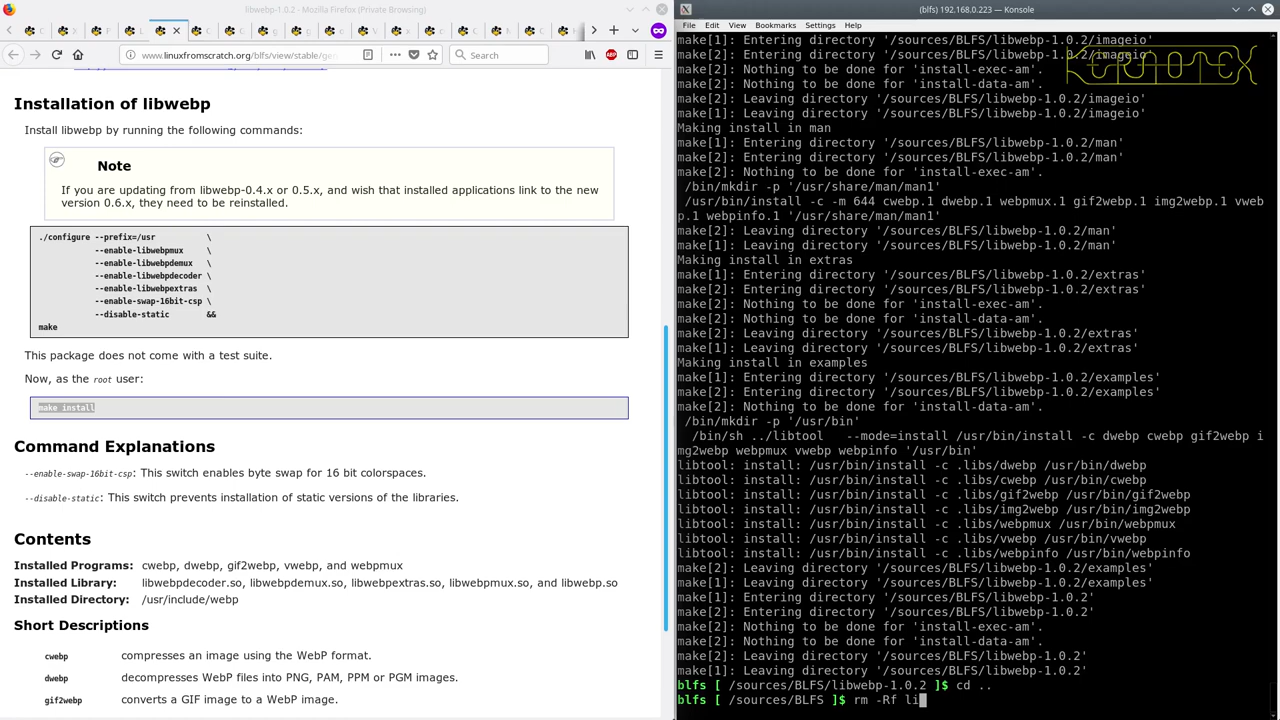 libwebp-1.0.2 - Mozilla Firefox (Private Browsing)
www.linuxfromscratch.org/blfs/view/stable/ge
Search
Installation of libwebp
Install libwebp by running the following commands:
Note
If you are updating from libwebp-0.4.x or 0.5.x, and wish that installed applications link to the new
version 0.6.x, they need to be reinstalled.
./configure --prefix=/usr \
--enable-libwebpmux \
--enable-libwebpdemux \
--enable-libwebpdecoder \
--enable-libwebpextras \
--enable-swap-16bit-csp \
--disable-static &&
make
This package does not come with a test suite.
Now, as the root user:
make install
Command Explanations
--enable-swap-16bit-csp: This switch enables byte swap for 16 bit colorspaces.
--disable-static: This switch prevents installation of static versions of the libraries.
Contents
Installed Programs: cwebp, dwebp, gif2webp, vwebp, and webpmux
Installed Library: libwebpdecoder.so, libwebpdemux.so, libwebpextras.so, libwebpmux.so, and libwebp.so
Installed Directory: /usr/include/webp
Short Descriptions
cwebp compresses an image using the WebP format.
dwebp decompresses WebP files into PNG, PAM, PPM or PGM images.
gif2webp converts a GIF image to a WebP image.
(blfs) 192.168.0.223 — Konsole
File Edit View Bookmarks Settings Help
make[1]: Entering directory '/sources/BLFS/libwebp-1.0.2/imageio'
make[2]: Entering directory '/sources/BLFS/libwebp-1.0.2/imageio'
make[2]: Nothing to be done for 'install-exec-am'.
make[2]: Nothing to be done for 'install-data-am'.
make[2]: Leaving directory '/sources/BLFS/libwebp-1.0.2/imageio'
make[1]: Leaving directory '/sources/BLFS/libwebp-1.0.2/imageio'
Making install in man
make[1]: Entering directory '/sources/BLFS/libwebp-1.0.2/man'
make[2]: Entering directory '/sources/BLFS/libwebp-1.0.2/man'
make[2]: Nothing to be done for 'install-exec-am'.
/bin/mkdir -p '/usr/share/man/man1'
/usr/bin/install -c -m 644 cwebp.1 dwebp.1 webpmux.1 gif2webp.1 img2webp.1 vweb
p.1 webpinfo.1 '/usr/share/man/man1'
make[2]: Leaving directory '/sources/BLFS/libwebp-1.0.2/man'
make[1]: Leaving directory '/sources/BLFS/libwebp-1.0.2/man'
Making install in extras
make[1]: Entering directory '/sources/BLFS/libwebp-1.0.2/extras'
make[2]: Entering directory '/sources/BLFS/libwebp-1.0.2/extras'
make[2]: Nothing to be done for 'install-exec-am'.
make[2]: Nothing to be done for 'install-data-am'.
make[2]: Leaving directory '/sources/BLFS/libwebp-1.0.2/extras'
make[1]: Leaving directory '/sources/BLFS/libwebp-1.0.2/extras'
Making install in examples
make[1]: Entering directory '/sources/BLFS/libwebp-1.0.2/examples'
make[2]: Entering directory '/sources/BLFS/libwebp-1.0.2/examples'
make[2]: Nothing to be done for 'install-data-am'.
/bin/mkdir -p '/usr/bin'
/bin/sh ../libtool --mode=install /usr/bin/install -c dwebp cwebp gif2webp i
mg2webp webpmux vwebp webpinfo '/usr/bin'
libtool: install: /usr/bin/install -c .libs/dwebp /usr/bin/dwebp
libtool: install: /usr/bin/install -c .libs/cwebp /usr/bin/cwebp
libtool: install: /usr/bin/install -c .libs/gif2webp /usr/bin/gif2webp
libtool: install: /usr/bin/install -c .libs/img2webp /usr/bin/img2webp
libtool: install: /usr/bin/install -c .libs/webpmux /usr/bin/webpmux
libtool: install: /usr/bin/install -c .libs/vwebp /usr/bin/vwebp
libtool: install: /usr/bin/install -c .libs/webpinfo /usr/bin/webpinfo
make[2]: Leaving directory '/sources/BLFS/libwebp-1.0.2/examples'
make[1]: Leaving directory '/sources/BLFS/libwebp-1.0.2/examples'
make[1]: Entering directory '/sources/BLFS/libwebp-1.0.2'
make[2]: Entering directory '/sources/BLFS/libwebp-1.0.2'
make[2]: Nothing to be done for 'install-exec-am'.
make[2]: Nothing to be done for 'install-data-am'.
make[2]: Leaving directory '/sources/BLFS/libwebp-1.0.2'
make[1]: Leaving directory '/sources/BLFS/libwebp-1.0.2'
blfs [ /sources/BLFS/libwebp-1.0.2 ]$ cd ..
blfs [ /sources/BLFS ]$ rm -Rf li